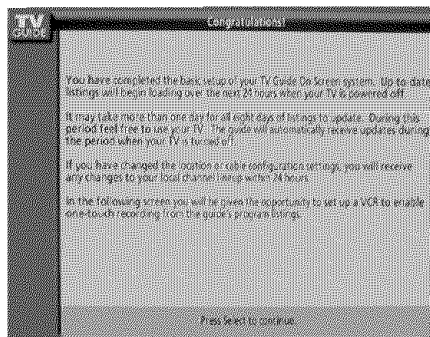 TV
GUIDE
Congratulations!
You have completed the basic setup of your TV Guide On Screen system. Up to date
listings will begin loading over the next 24 hours when your TV is powered off.
It may take more than one day for all eight days of listings to update. During this
period feel free to use your TV. The guide will automatically receive updates during
the period when your TV is turned off.
If you have changed the location or cable configuration settings, you will receive
any changes to your local channel lineup within 24 hours.
In the following screen you will be given the opportunity to set up a VCR to enable
one-touch recording from the guide's program listings.
Press Select to continue.